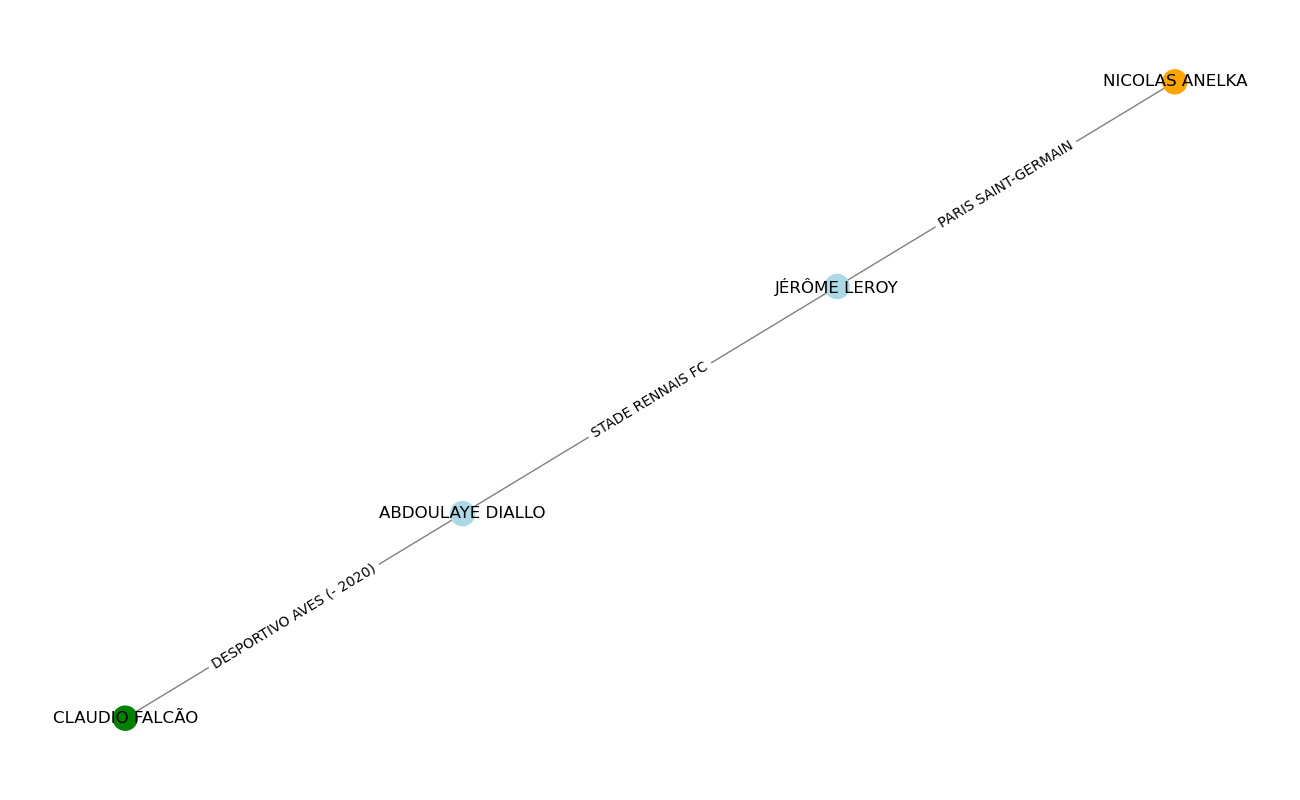 NICOLAS ANELKA
PARIS SAINT-GERMAIN
JÉRÔME LEROY
STADE RENNAIS FC
ABDOULAYE DIALLO
DESPORTIVO AVES (- 2020)
CLAUDIO FALCÃO